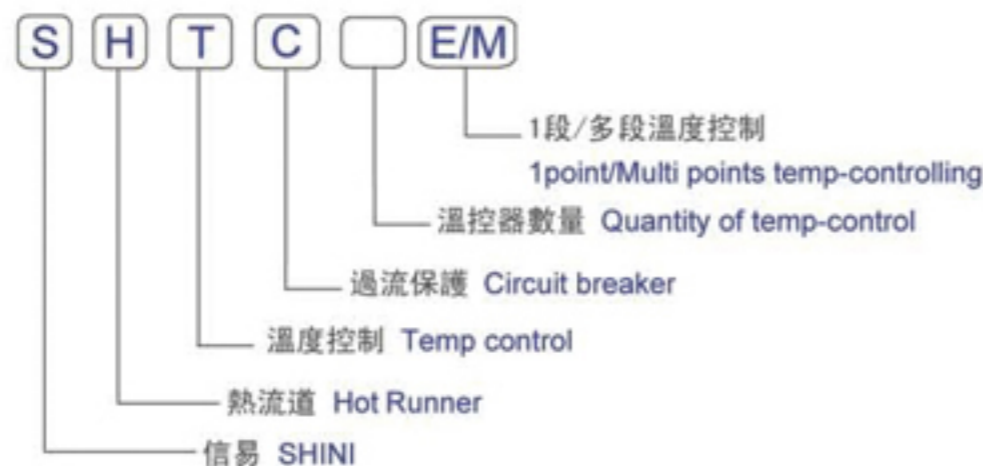 S H T C E/M
1段/多段溫度控制
1point/Multi points temp-controlling
溫控器數量 Quantity of temp-control
過流保護 Circuit breaker
溫度控制 Temp control
熱流道 Hot Runner
信易 SHINI